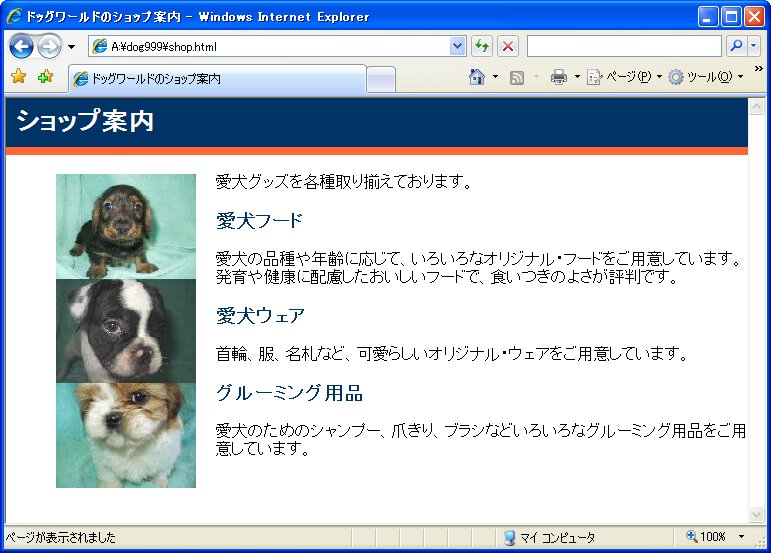 ドッグワールドのショップ案内 - Windows Internet Explorer
A:¥dog999¥shop.html
ドッグワールドのショップ案内
ページ(P)
ツール(O)
»
ショップ案内
愛犬グッズを各種取り揃えております。
愛犬フード
愛犬の品種や年齢に応じて、いろいろなオリジナル・フードをご用意しています。
発育や健康に配慮したおいしいフードで、食いつきのよさが評判です。
愛犬ウェア
首輪、服、名札など、可愛らしいオリジナル・ウェアをご用意しています。
グルーミング用品
愛犬のためのシャンプー、爪きり、ブラシなどいろいろなグルーミング用品をご用
意しています。
ページが表示されました
マイ コンピュータ
100%